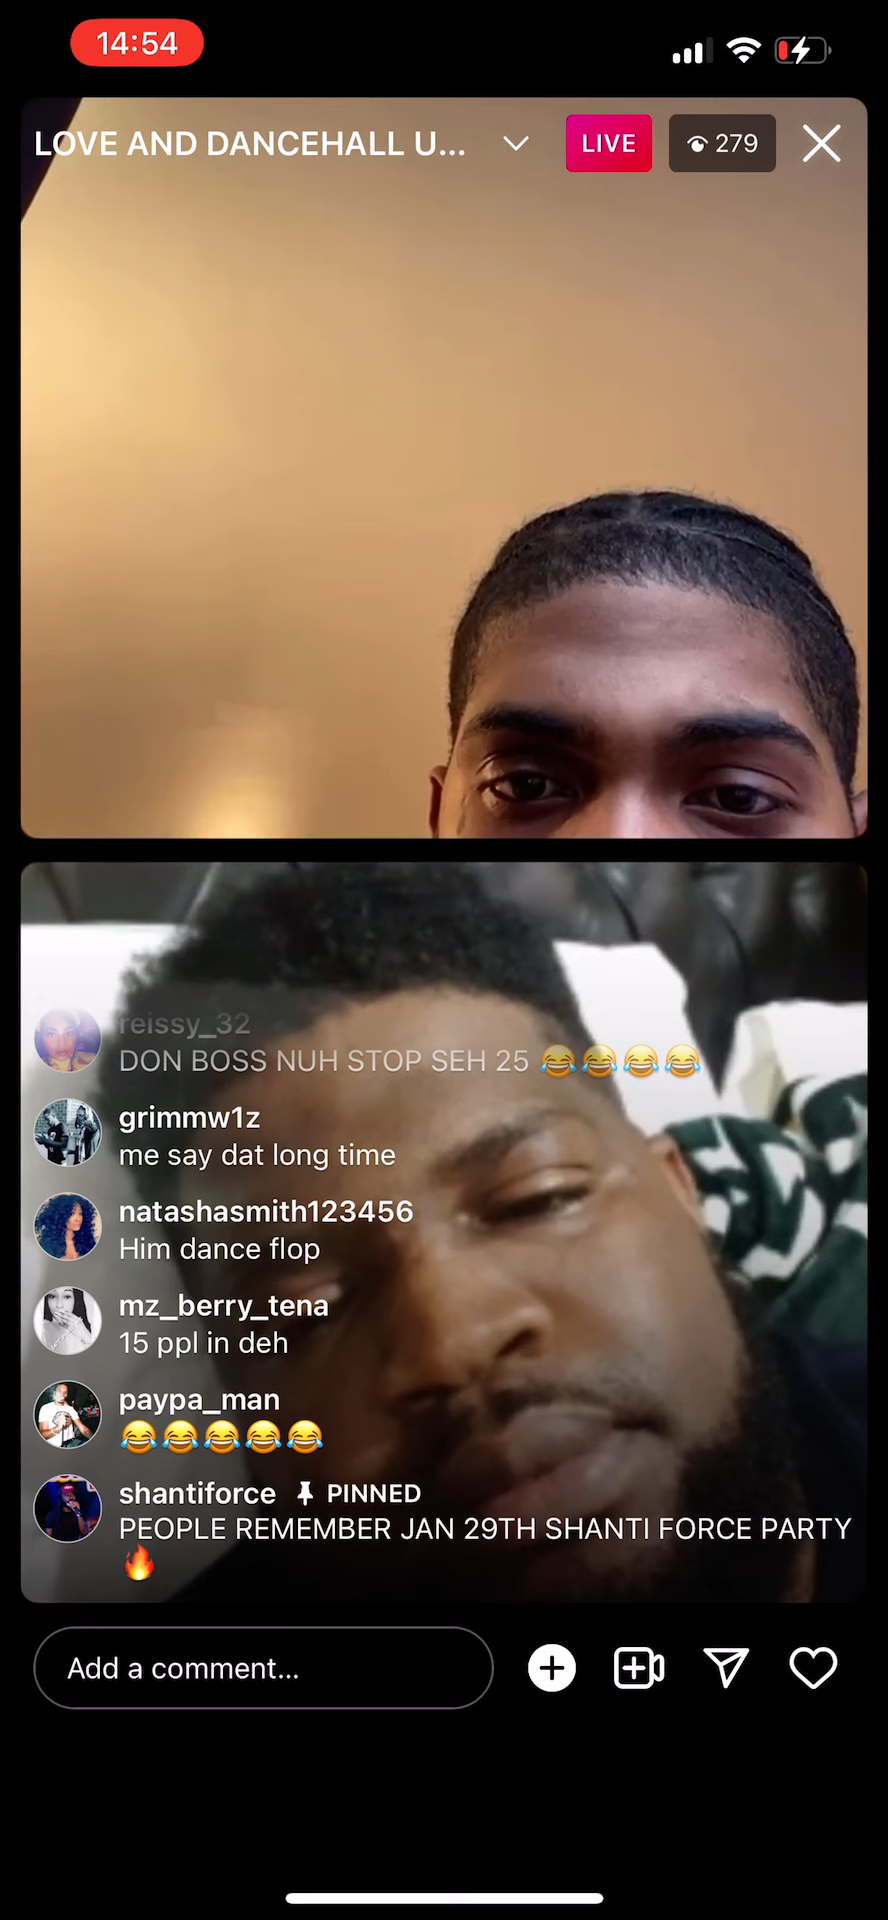 14:54
LOVE AND DANCEHALL U...
LIVE
279
reissy_32
DON BOSS NUH STOP SEH 25 😂😂😂😂
grimmw1z
me say dat long time
natashasmith123456
Him dance flop
mz_berry_tena
15 ppl in deh
paypa_man
😂😂😂😂😂
shantiforce PINNED
PEOPLE REMEMBER JAN 29TH SHANTI FORCE PARTY
🔥
Add a comment...